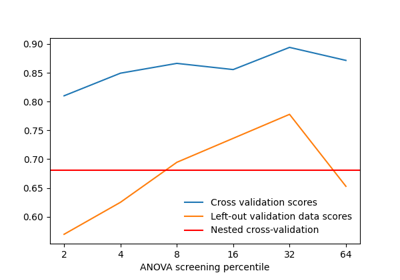 0.90
0.85
0.80
0.75
0.70
0.65
0.60
Cross validation scores
Left-out validation data scores
Nested cross-validation
2 4 8 16 32 64
ANOVA screening percentile